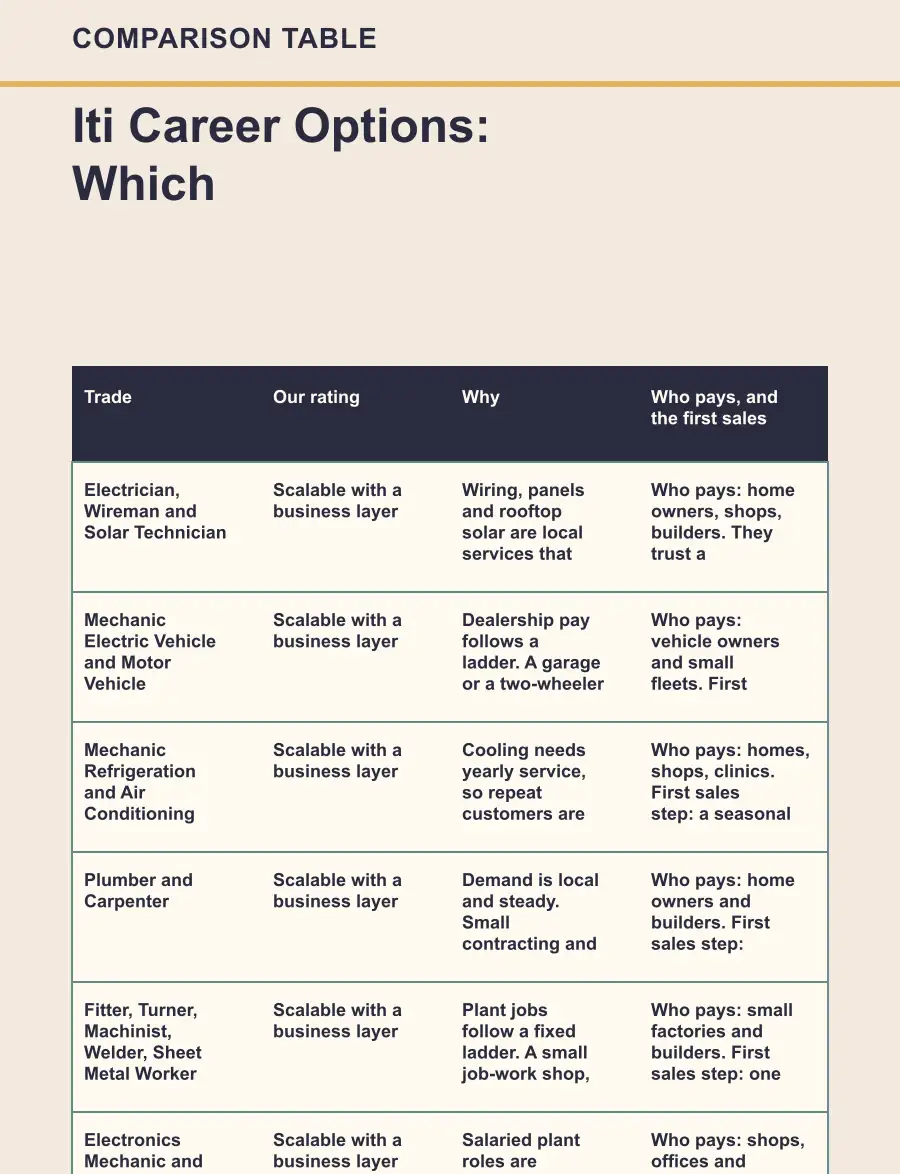 COMPARISON TABLE
Iti Career Options:
Which
Trade
Our rating
Why
Who pays, and
the first sales
Electrician,
Wireman and
Solar Technician
Scalable with a
business layer
Wiring, panels
and rooftop
solar are local
services that
Who pays: home
owners, shops,
builders. They
trust a
Mechanic
Electric Vehicle
and Motor
Vehicle
Scalable with a
business layer
Dealership pay
follows a
ladder. A garage
or a two-wheeler
Who pays:
vehicle owners
and small
fleets. First
Mechanic
Refrigeration
and Air
Conditioning
Scalable with a
business layer
Cooling needs
yearly service,
so repeat
customers are
Who pays: homes,
shops, clinics.
First sales
step: a seasonal
Plumber and
Carpenter
Scalable with a
business layer
Demand is local
and steady.
Small
contracting and
Who pays: home
owners and
builders. First
sales step:
Fitter, Turner,
Machinist,
Welder, Sheet
Metal Worker
Scalable with a
business layer
Plant jobs
follow a fixed
ladder. A small
job-work shop,
Who pays: small
factories and
builders. First
sales step: one
Electronics
Mechanic and
Scalable with a
business layer
Salaried plant
roles are
Who pays: shops,
offices and